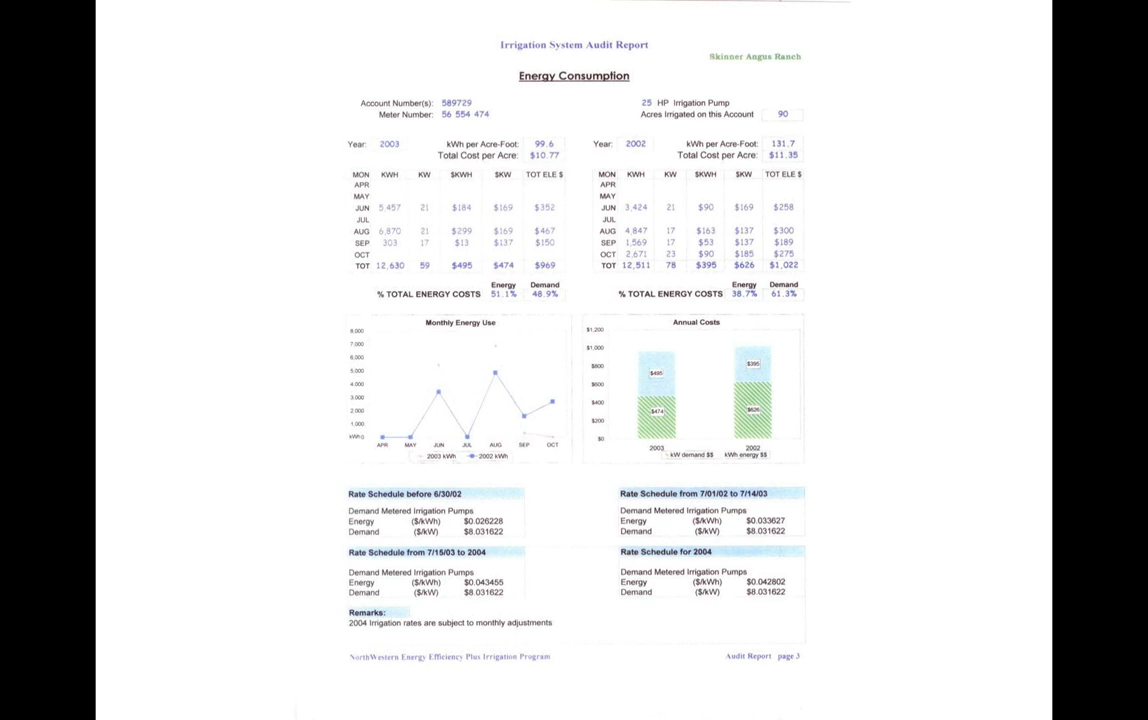 Irrigation System Audit Report
Skinner Angus Ranch
Energy Consumption
Account Number(s): 589729
Meter Number: 56 554 474
25 HP Irrigation Pump
Acres Irrigated on this Account 90
Year: 2003 kWh per Acre-Foot: 99.6
Total Cost per Acre: $10.77
MON KWH KW $KWH $KW TOT ELE $
APR
MAY
JUN 5,457 21 $184 $169 $352
JUL
AUG 6,870 21 $299 $169 $467
SEP 303 17 $13 $137 $150
OCT
TOT 12,630 59 $495 $474 $969
Energy Demand
% TOTAL ENERGY COSTS 51.1% 48.9%
Year: 2002 kWh per Acre-Foot: 131.7
Total Cost per Acre: $11.35
MON KWH KW $KWH $KW TOT ELE $
APR
MAY
JUN 3,424 21 $90 $169 $258
JUL
AUG 4,847 17 $163 $137 $300
SEP 1,569 17 $53 $137 $189
OCT 2,671 23 $90 $185 $275
TOT 12,511 78 $395 $626 $1,022
Energy Demand
% TOTAL ENERGY COSTS 38.7% 61.3%
Monthly Energy Use
8,000
7,000
6,000
5,000
4,000
3,000
2,000
1,000
APR MAY JUN JUL AUG SEP OCT
2003 kWh 2002 kWh
Annual Costs
$1,200
$1,000
$800
$600
$400
$200
$0
$495
$474
$395
$626
2003 2002
kW demand $$ kWh energy $$
Rate Schedule before 6/30/02
Demand Metered Irrigation Pumps
Energy ($/kWh) $0.026228
Demand ($/kW) $8.031622
Rate Schedule from 7/01/02 to 7/14/03
Demand Metered Irrigation Pumps
Energy ($/kWh) $0.033627
Demand ($/kW) $8.031622
Rate Schedule from 7/15/03 to 2004
Demand Metered Irrigation Pumps
Energy ($/kWh) $0.043455
Demand ($/kW) $8.031622
Rate Schedule for 2004
Demand Metered Irrigation Pumps
Energy ($/kWh) $0.042802
Demand ($/kW) $8.031622
Remarks:
2004 Irrigation rates are subject to monthly adjustments
NorthWestern Energy Efficiency Plus Irrigation Program
Audit Report page 3